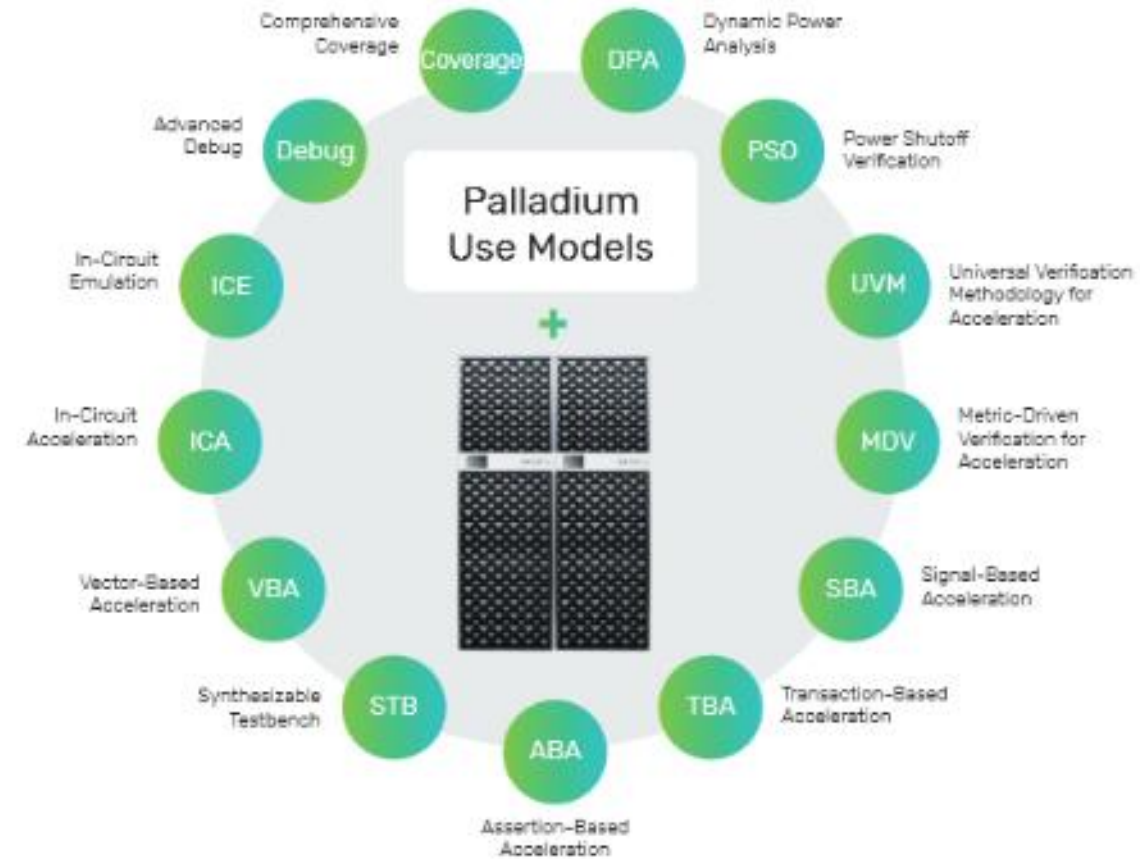 Comprehensive
Coverage
Coverage
DPA
Dynamic Power
Analysis
Advanced
Debug
Debug
PSO
Power Shutoff
Verification
Palladium
Use Models
+
In-Circuit
Emulation
ICE
UVM
Universal Verification
Methodology for
Acceleration
In-Circuit
Acceleration
ICA
MDV
Metric-Driven
Verification for
Acceleration
Vector-Based
Acceleration
VBA
SBA
Signal-Based
Acceleration
Synthesizable
Testbench
STB
TBA
Transaction-Based
Acceleration
ABA
Assertion-Based
Acceleration